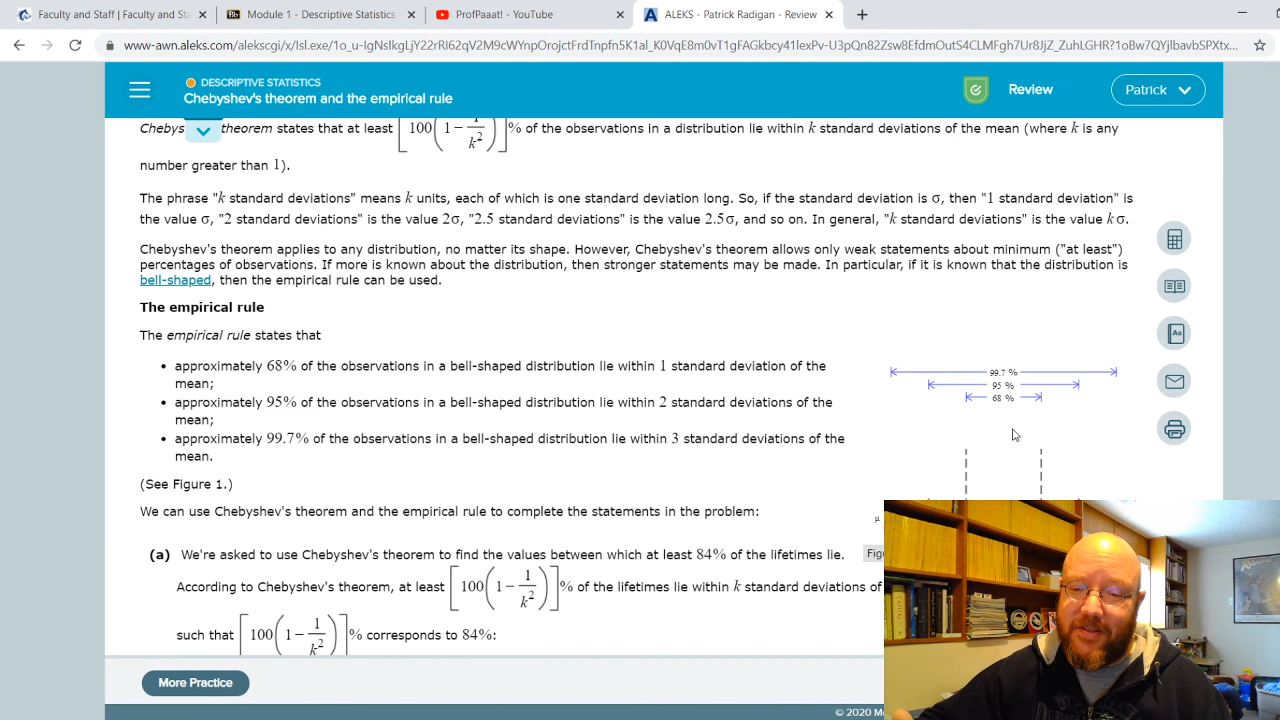 Faculty and Staff | Faculty and Sta
Module 1 - Descriptive Statistics
ProfPaaat! - YouTube
ALEKS - Patrick Radigan - Review
DESCRIPTIVE STATISTICS
Chebyshev's theorem and the empirical rule
Review
Patrick
Chebys theorem states that at least [100(1 − 1/k²)]% of the observations in a distribution lie within k standard deviations of the mean (where k is any
number greater than 1).
The phrase "k standard deviations" means k units, each of which is one standard deviation long. So, if the standard deviation is σ, then "1 standard deviation" is
the value σ, "2 standard deviations" is the value 2σ, "2.5 standard deviations" is the value 2.5σ, and so on. In general, "k standard deviations" is the value kσ.
Chebyshev's theorem applies to any distribution, no matter its shape. However, Chebyshev's theorem allows only weak statements about minimum ("at least")
percentages of observations. If more is known about the distribution, then stronger statements may be made. In particular, if it is known that the distribution is
bell-shaped, then the empirical rule can be used.
The empirical rule
The empirical rule states that
• approximately 68% of the observations in a bell-shaped distribution lie within 1 standard deviation of the
mean;
• approximately 95% of the observations in a bell-shaped distribution lie within 2 standard deviations of the
mean;
• approximately 99.7% of the observations in a bell-shaped distribution lie within 3 standard deviations of the
mean.
99.7 %
95 %
68 %
(See Figure 1.)
We can use Chebyshev's theorem and the empirical rule to complete the statements in the problem:
μ
Fig
(a) We're asked to use Chebyshev's theorem to find the values between which at least 84% of the lifetimes lie.
According to Chebyshev's theorem, at least [100(1 − 1/k²)]% of the lifetimes lie within k standard deviations of
such that [100(1 − 1/k²)]% corresponds to 84%:
More Practice
© 2020 M